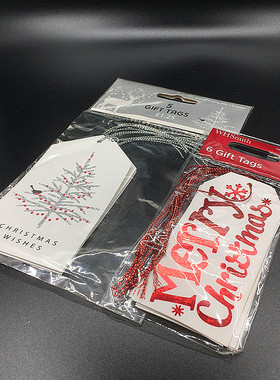 5
GIFT TAGS
CHRISTMAS
WISHES
WHSmith
6 Gift Tags
Merry
Christmas